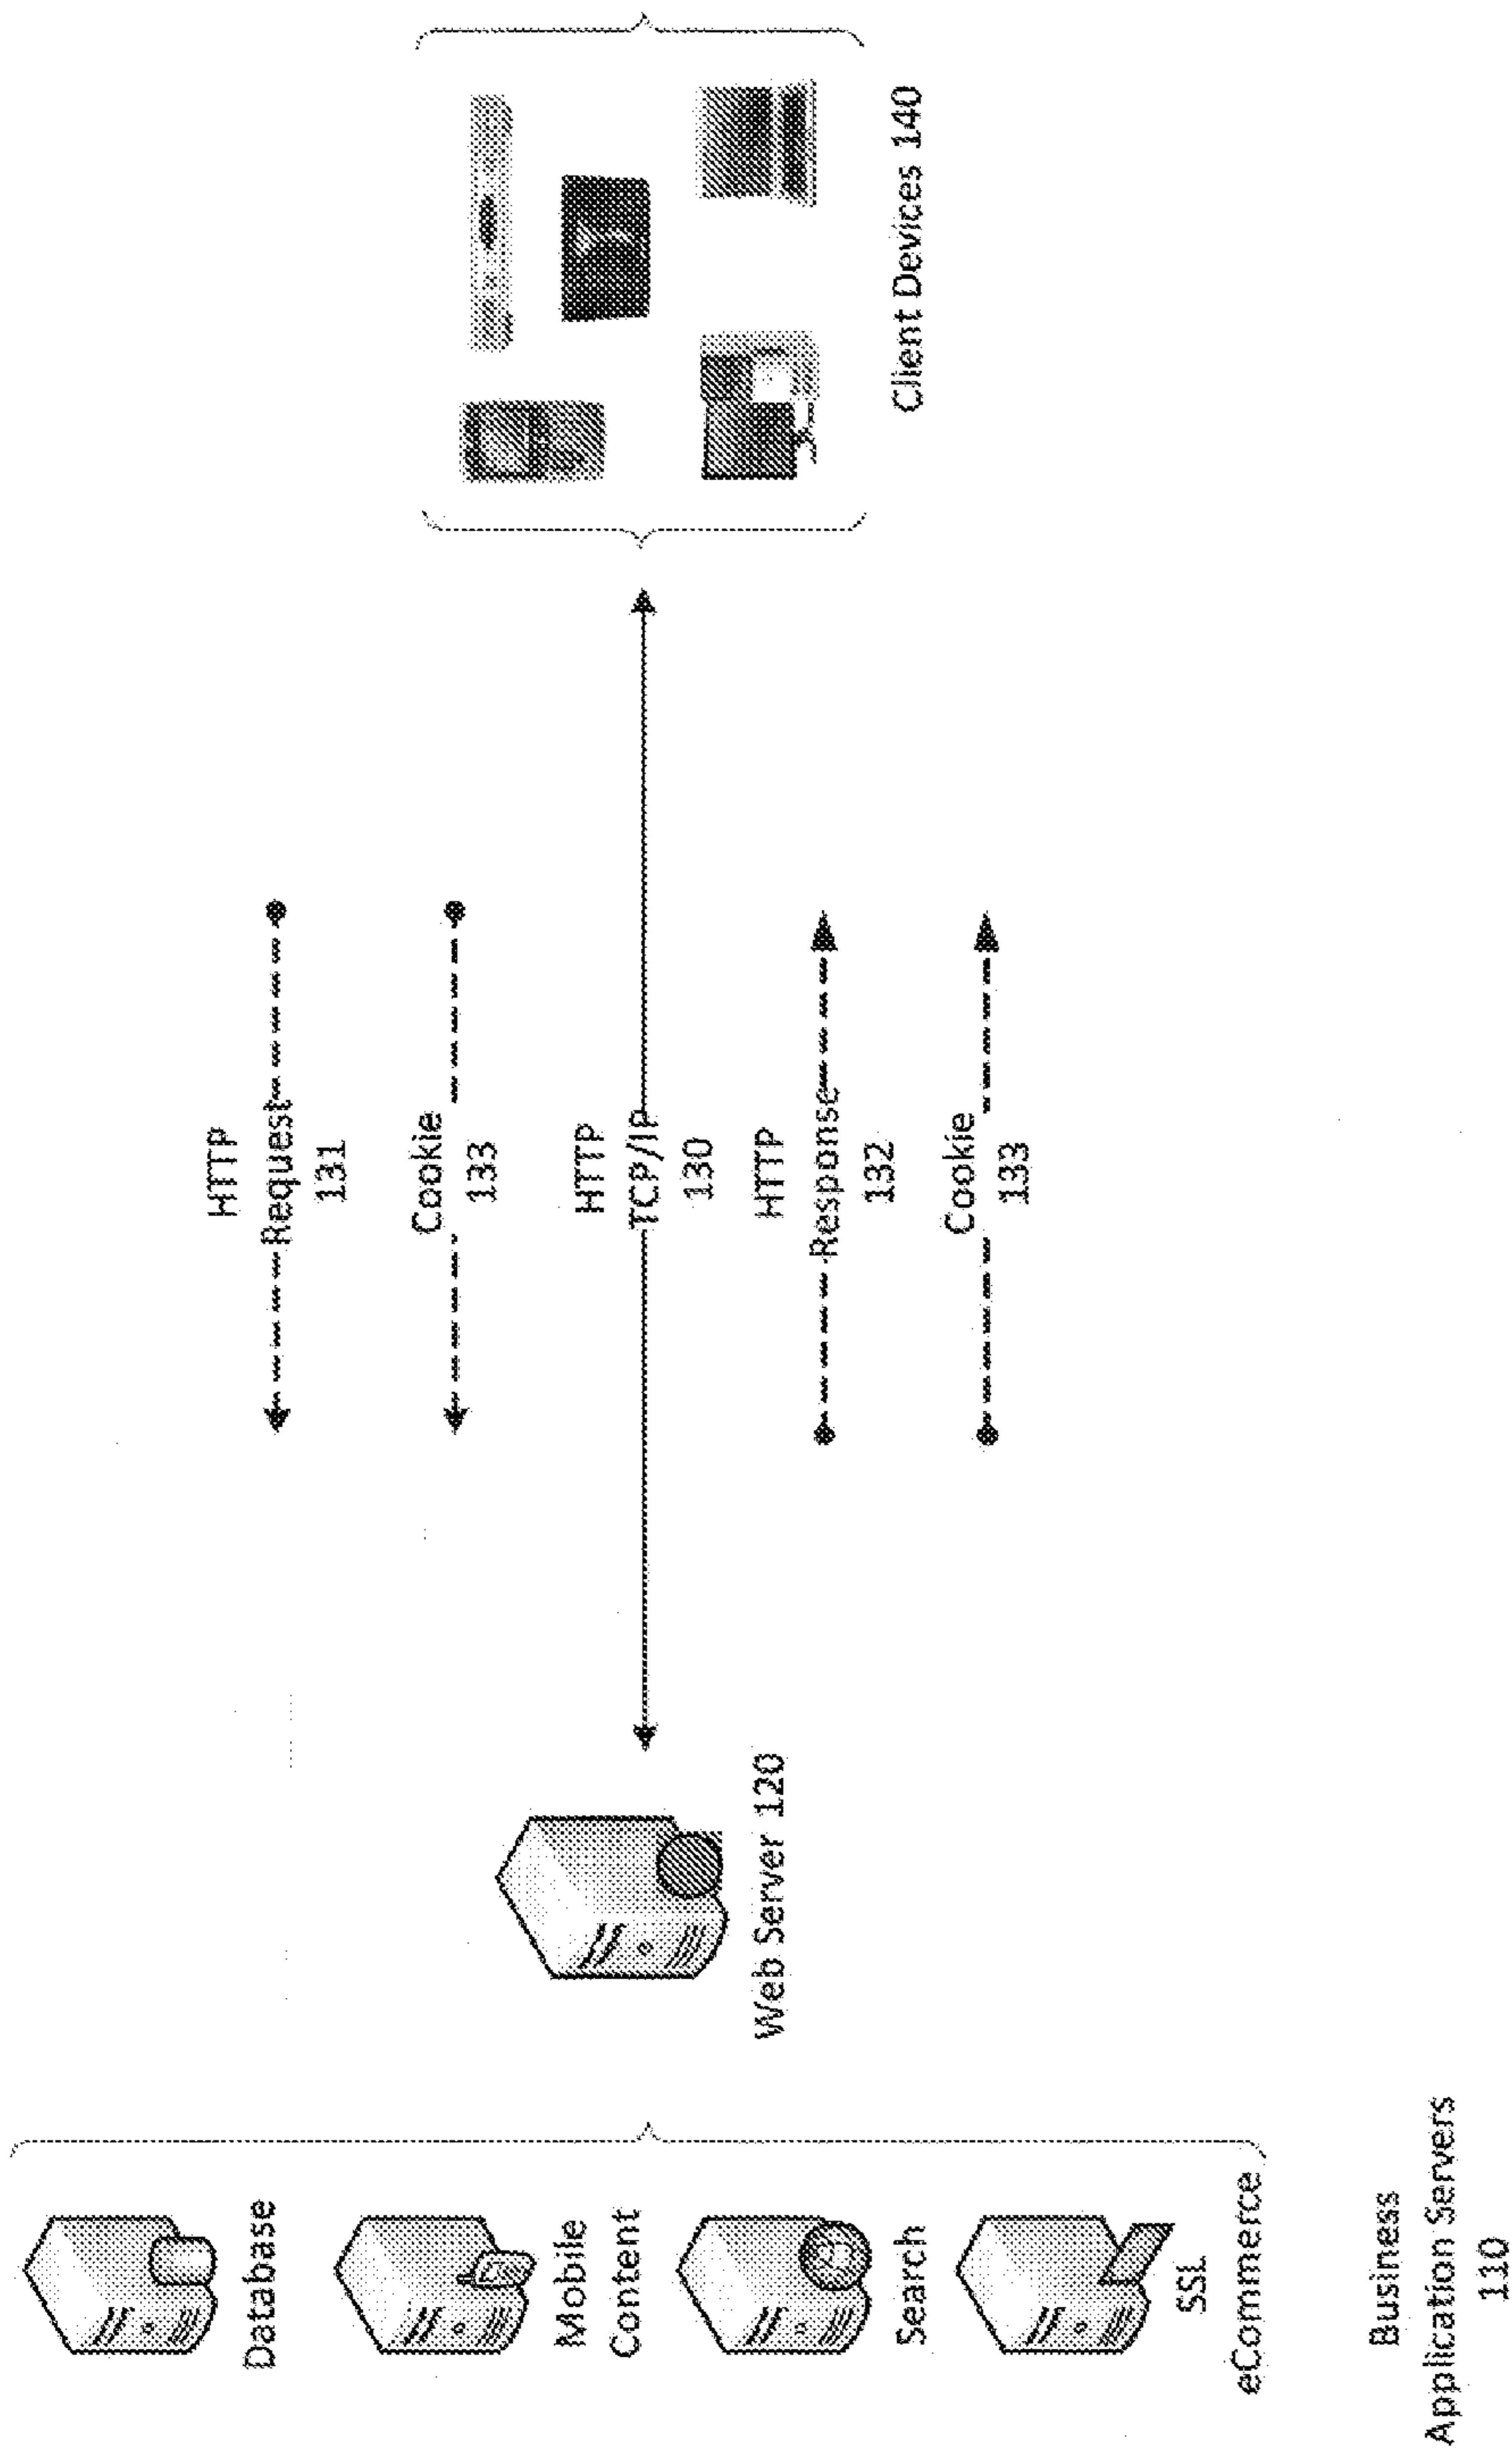 Database
Mobile
Content
Search
SSL
eCommerce
Business
Application Servers
110
Web Server 120
HTTP
Request
131
Cookie
133
HTTP
TCP/IP
130
HTTP
Response
132
Cookie
133
Client Devices 140